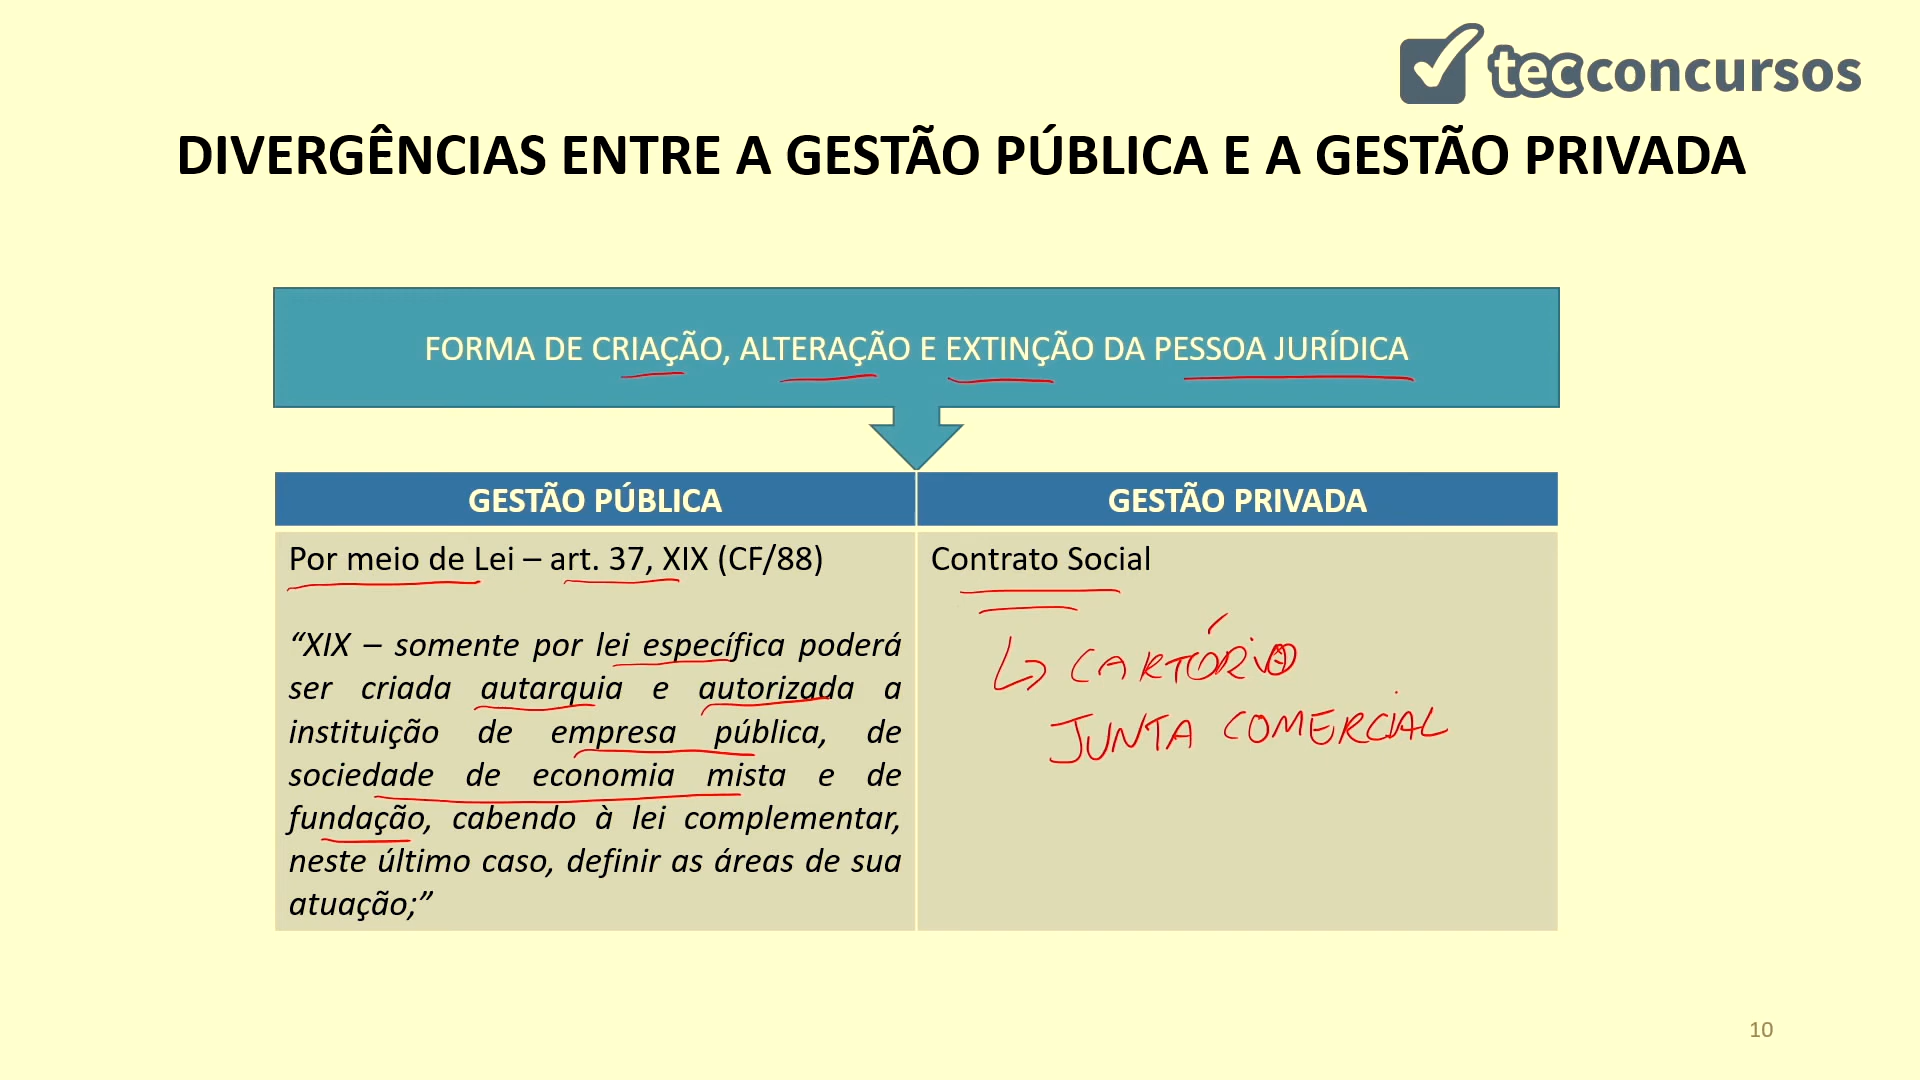 tecconcursos
DIVERGÊNCIAS ENTRE A GESTÃO PÚBLICA E A GESTÃO PRIVADA
FORMA DE CRIAÇÃO, ALTERAÇÃO E EXTINÇÃO DA PESSOA JURÍDICA
GESTÃO PÚBLICA
Por meio de Lei – art. 37, XIX (CF/88)
“XIX – somente por lei específica poderá
ser criada autarquia e autorizada a
instituição de empresa pública, de
sociedade de economia mista e de
fundação, cabendo à lei complementar,
neste último caso, definir as áreas de sua
atuação;”
GESTÃO PRIVADA
Contrato Social
CARTÓRIO
JUNTA COMERCIAL
10